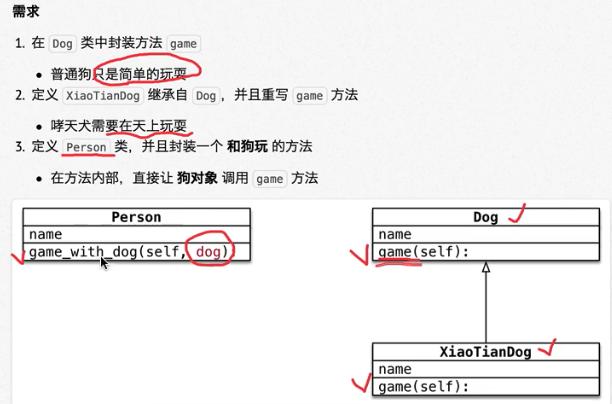 需求
1. 在 Dog 类中封装方法 game
• 普通狗只是简单的玩耍
2. 定义 XiaoTianDog 继承自 Dog，并且重写 game 方法
• 哮天犬需要在天上玩耍
3. 定义 Person 类，并且封装一个 和狗玩 的方法
• 在方法内部，直接让 狗对象 调用 game 方法
Person
name
game_with_dog(self, dog)
Dog
name
game(self):
XiaoTianDog
name
game(self):